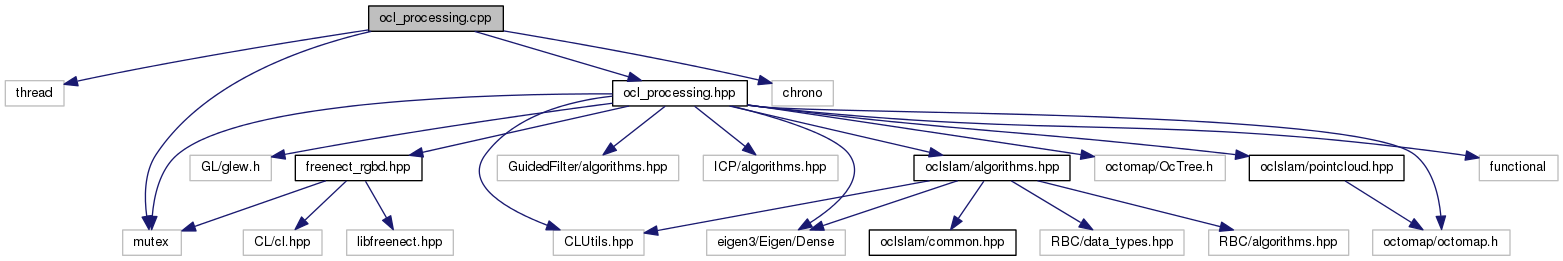 ocl_processing.cpp
thread
ocl_processing.hpp
chrono
GL/glew.h
freenect_rgbd.hpp
GuidedFilter/algorithms.hpp
ICP/algorithms.hpp
oclslam/algorithms.hpp
octomap/OcTree.h
oclslam/pointcloud.hpp
functional
mutex
CL/cl.hpp
libfreenect.hpp
CLUtils.hpp
eigen3/Eigen/Dense
oclslam/common.hpp
RBC/data_types.hpp
RBC/algorithms.hpp
octomap/octomap.h